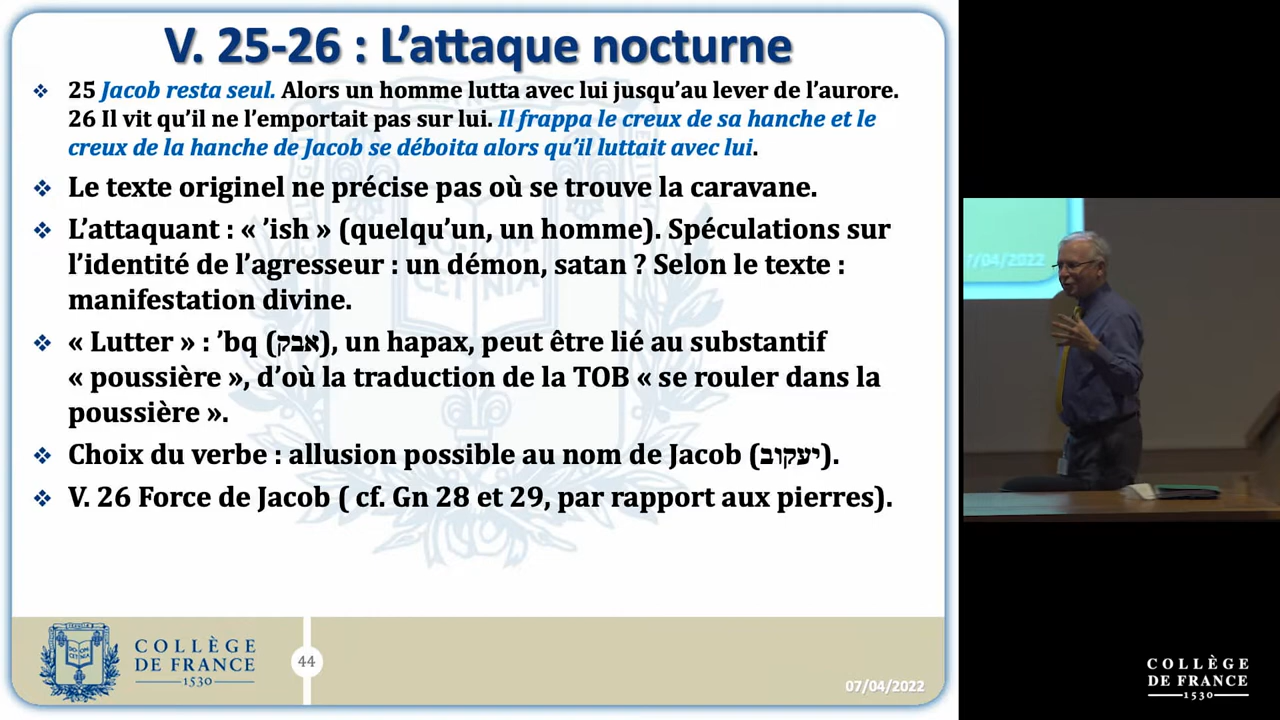 V. 25-26 : L’attaque nocturne
25 Jacob resta seul. Alors un homme lutta avec lui jusqu’au lever de l’aurore.
26 Il vit qu’il ne l’emportait pas sur lui. Il frappa le creux de sa hanche et le
creux de la hanche de Jacob se déboita alors qu’il luttait avec lui.
Le texte originel ne précise pas où se trouve la caravane.
L’attaquant : « ’ish » (quelqu’un, un homme). Spéculations sur
l’identité de l’agresseur : un démon, satan ? Selon le texte :
manifestation divine.
« Lutter » : ’bq (אבק), un hapax, peut être lié au substantif
« poussière », d’où la traduction de la TOB « se rouler dans la
poussière ».
Choix du verbe : allusion possible au nom de Jacob (יעקוב).
V. 26 Force de Jacob ( cf. Gn 28 et 29, par rapport aux pierres).
COLLÈGE
DE FRANCE
1530
44
07/04/2022
7/04/2022
COLLÈGE
DE FRANCE
1530